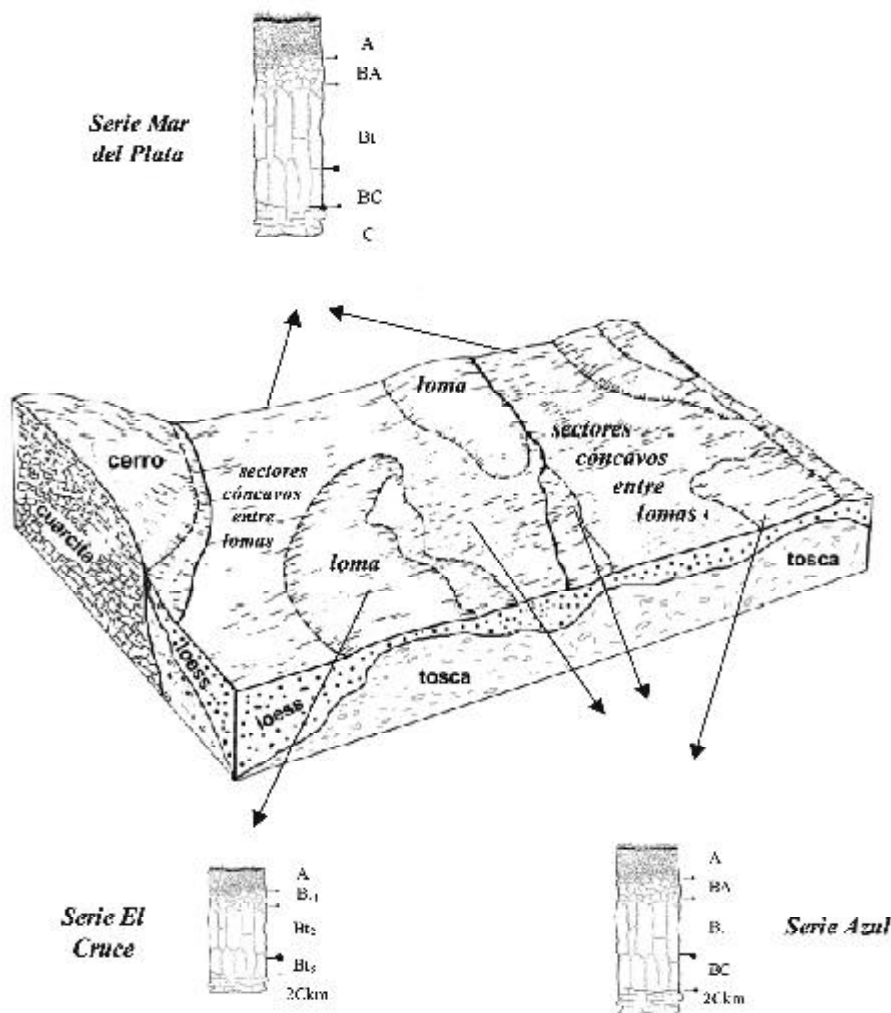 A
BA
Serie Mar
del Plata
Bt
BC
C
loma
cerro
sectores
cóncavos
entre
lomas
sectores
cóncavos
entre
lomas
cuarcita
loma
tosca
loess
tosca
loess
A
Serie El
Cruce
Bt2
Bt3
2Ckm
A
BA
Serie Azul
BC
2Ckm